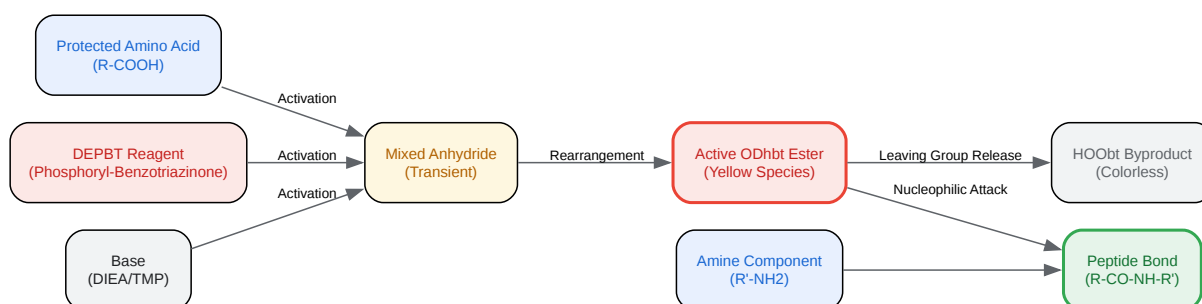 Protected Amino Acid
(R-COOH)
Activation
DEPBT Reagent
(Phosphoryl-Benzotriazinone)
Activation
Mixed Anhydride
(Transient)
Rearrangement
Active ODhbt Ester
(Yellow Species)
Leaving Group Release
HOObt Byproduct
(Colorless)
Activation
Nucleophilic Attack
Base
(DIEA/TMP)
Amine Component
(R'-NH2)
Peptide Bond
(R-CO-NH-R')